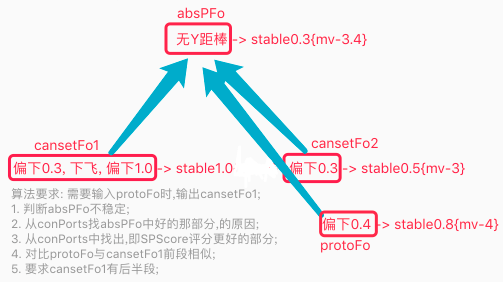 absPFo
无Y距棒 -> stable0.3{mv-3.4}
cansetFo1
偏下0.3, 下飞, 偏下1.0 -> stable1.0
cansetFo2
偏下0.3 -> stable0.5{mv-3}
偏下0.4 -> stable0.8{mv-4}
protoFo
算法要求: 需要输入protoFo时,输出cansetFo1;
1. 判断absPFo不稳定;
2. 从conPorts找absPFo中好的那部分,的原因;
3. 从conPorts中找出,即SPScore评分更好的部分;
4. 对比protoFo与cansetFo1前段相似;
5. 要求cansetFo1有后半段;